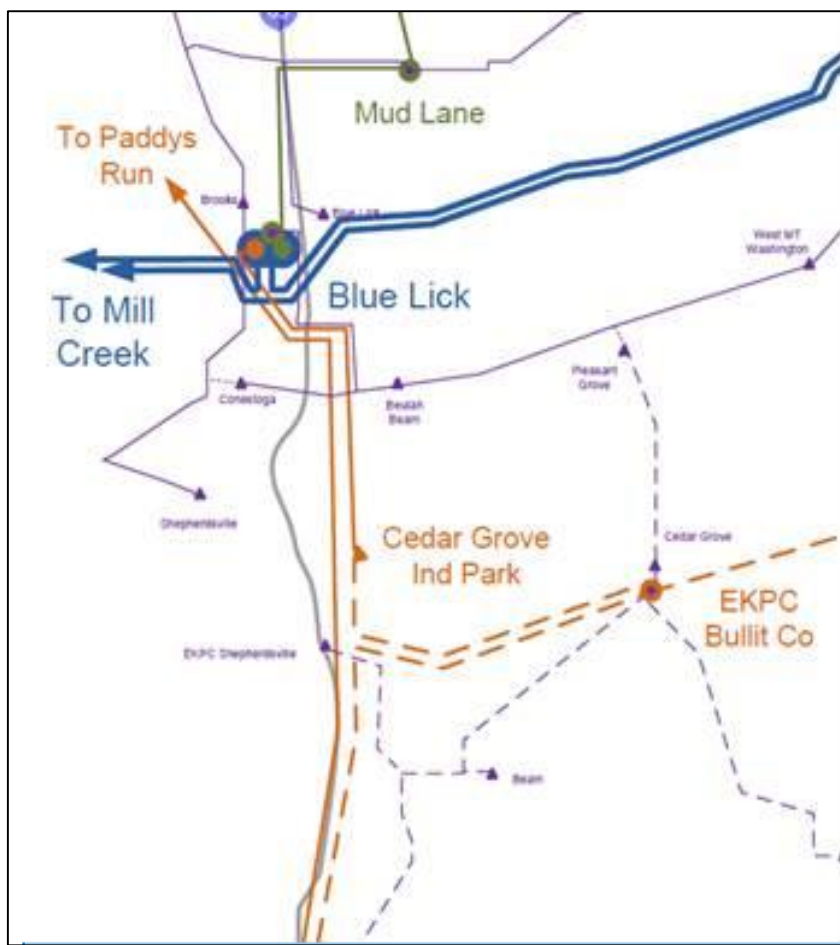 Mud Lane
To Paddys
Run
Brooks
Blue Lick
West MT
Washington
To Mill
Creek
Blue Lick
Pleasant
Grove
Conestoga
Beulah
Beam
Shepherdsville
Cedar Grove
Ind Park
Cedar Grove
EKPC
Bullit Co
EKPC Shepherdsville
Beam